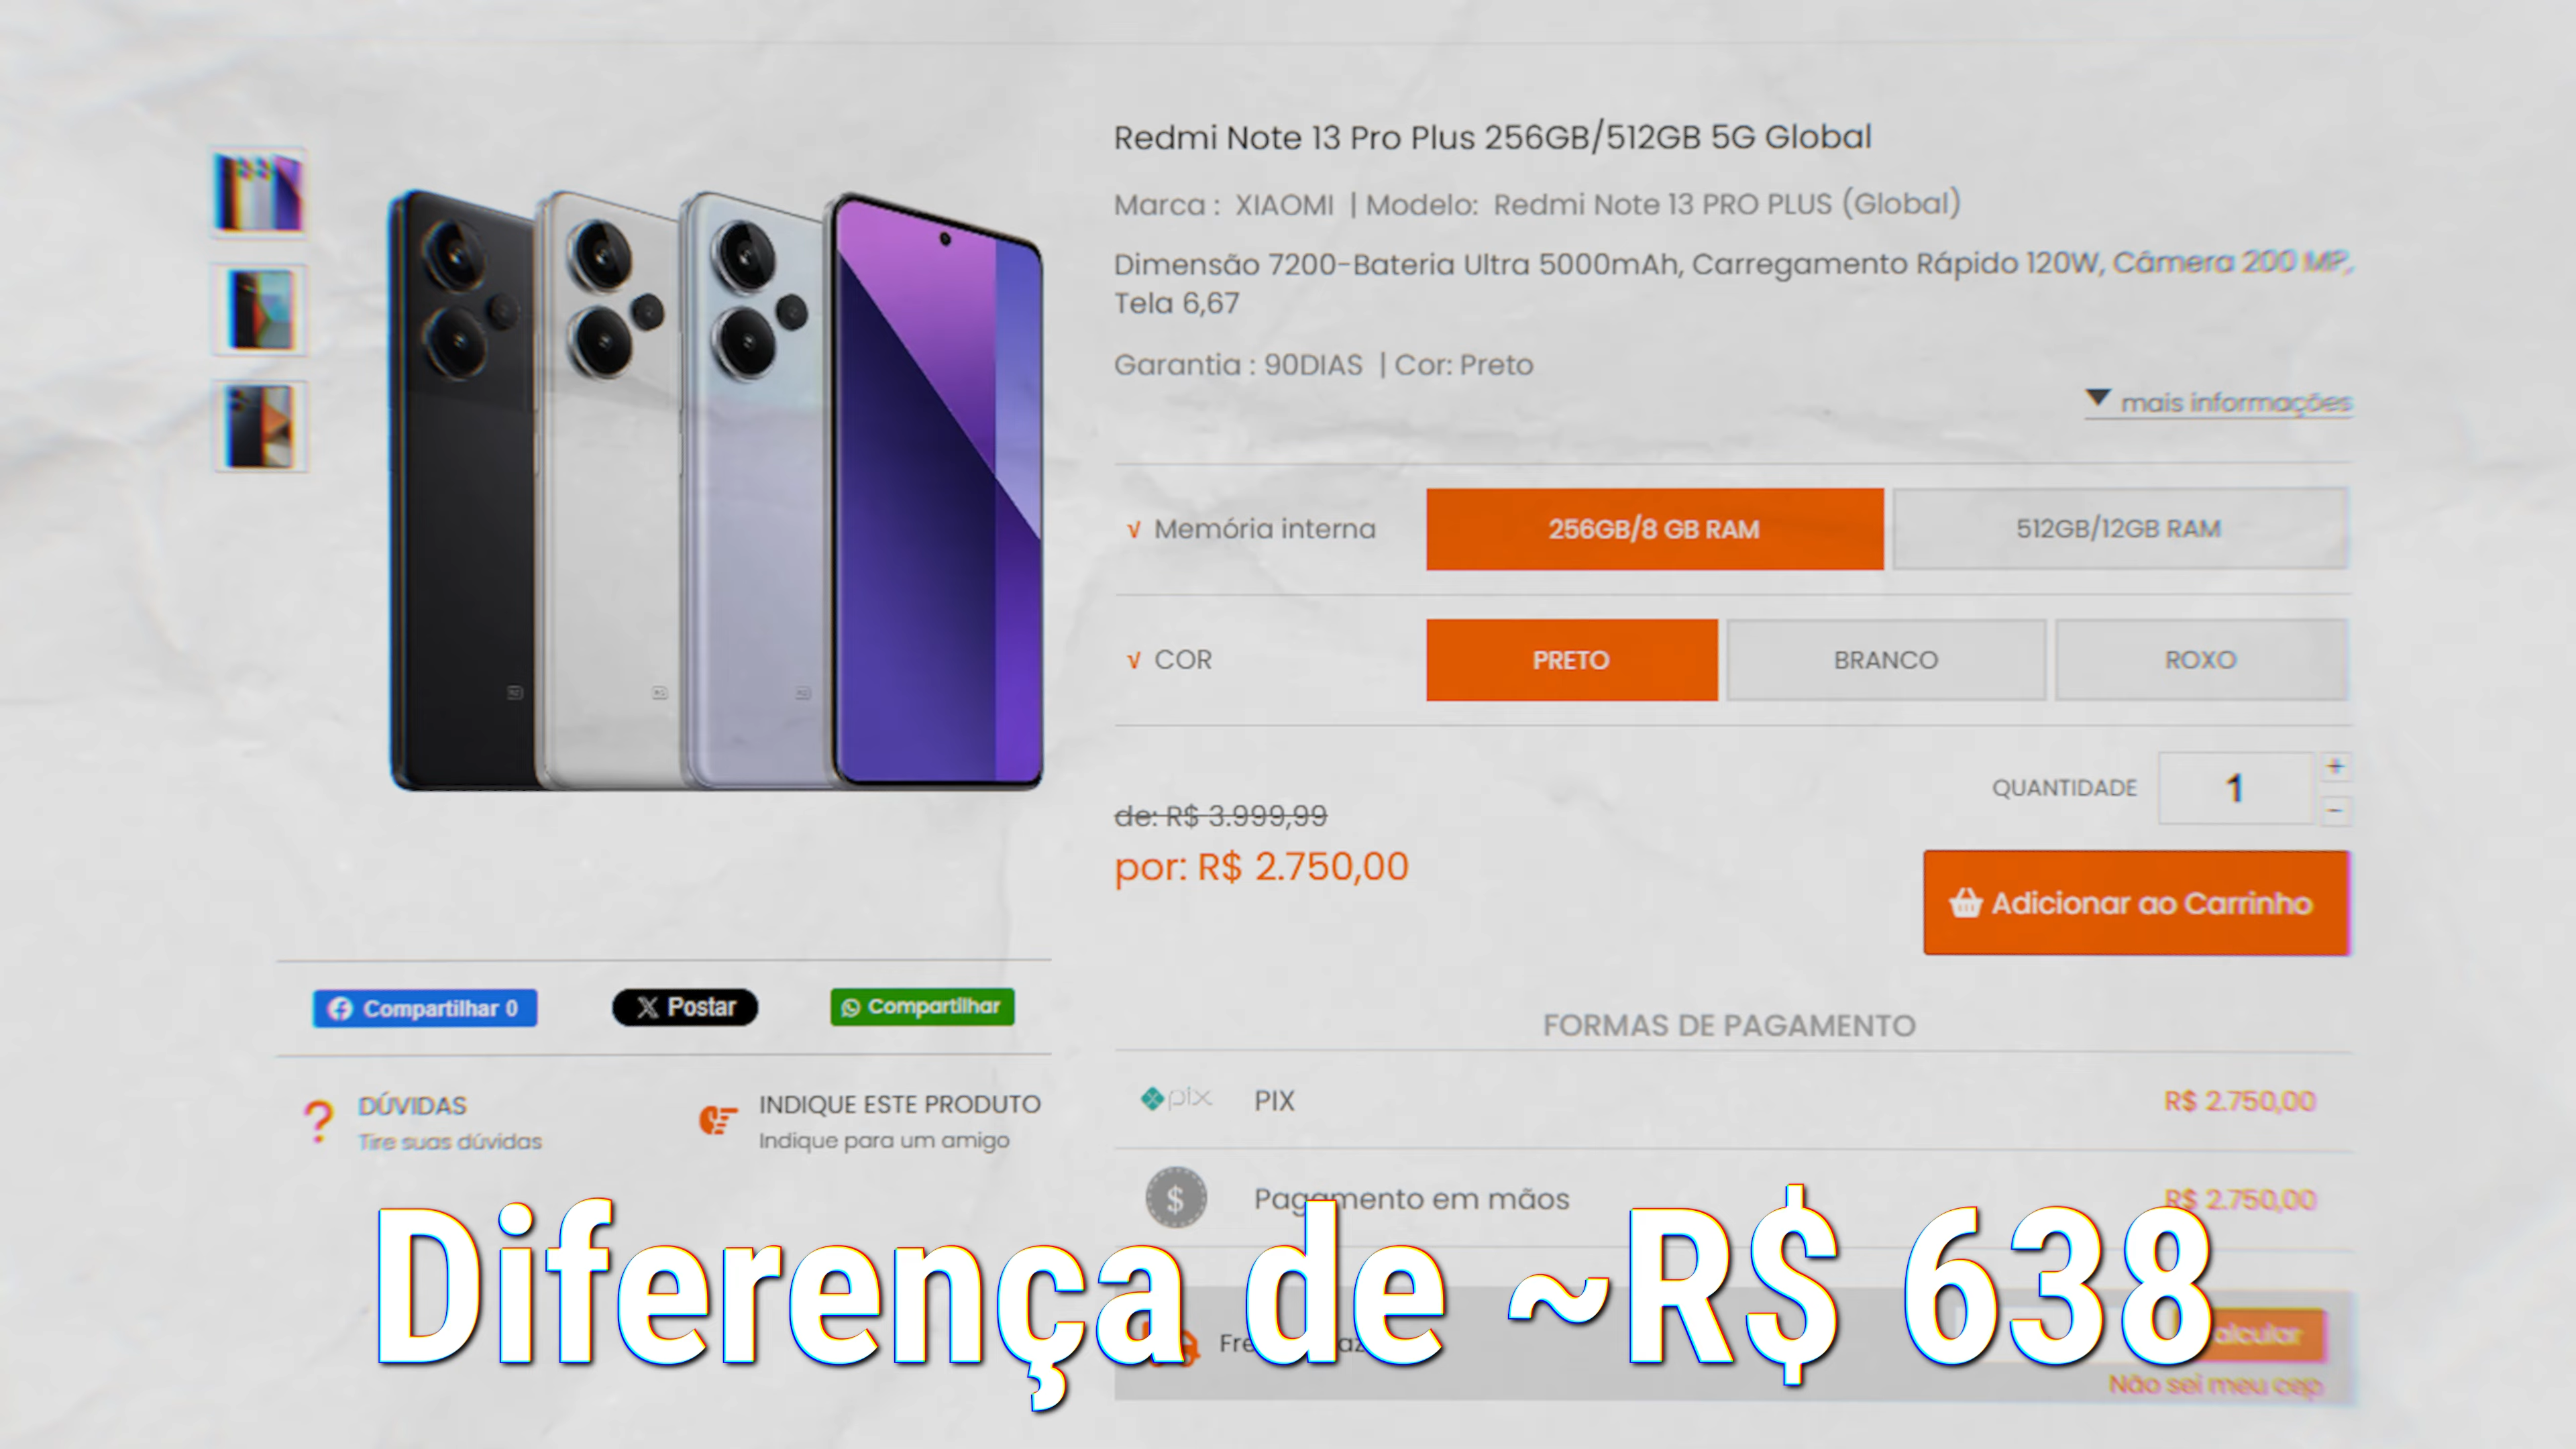 Redmi Note 13 Pro Plus 256GB/512GB 5G Global
Marca : XIAOMI | Modelo: Redmi Note 13 PRO PLUS (Global)
Dimensão 7200-Bateria Ultra 5000mAh, Carregamento Rápido 120W, Câmera 200 MP,
Tela 6,67
Garantia : 90DIAS | Cor: Preto
mais informações
√ Memória interna 256GB/8 GB RAM 512GB/12GB RAM
√ COR PRETO BRANCO ROXO
QUANTIDADE 1 + -
de: R$ 3.999,99
por: R$ 2.750,00
Adicionar ao Carrinho
Compartilhar 0 X Postar Compartilhar
DÚVIDAS
Tire suas dúvidas
INDIQUE ESTE PRODUTO
Indique para um amigo
FORMAS DE PAGAMENTO
pix PIX R$ 2.750,00
$ Pagamento em mãos R$ 2.750,00
Diferença de ~R$ 638
Não sei meu cep